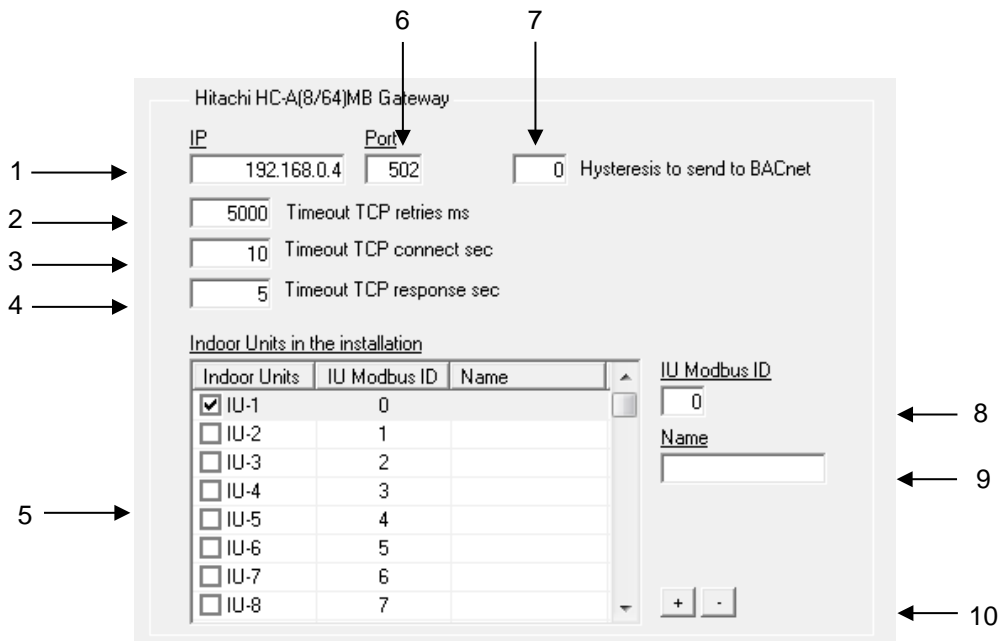 6 7
Hitachi HC-A(8/64)MB Gateway
IP Port
1 192.168.0.4 502 0 Hysteresis to send to BACnet
2 5000 Timeout TCP retries ms
3 10 Timeout TCP connect sec
4 5 Timeout TCP response sec
Indoor Units in the installation
Indoor Units IU Modbus ID Name IU Modbus ID
IU-1 0 0 8
IU-2 1 Name
IU-3 2 9
IU-4 3
5 IU-5 4
IU-6 5
IU-7 6
IU-8 7 + - 10